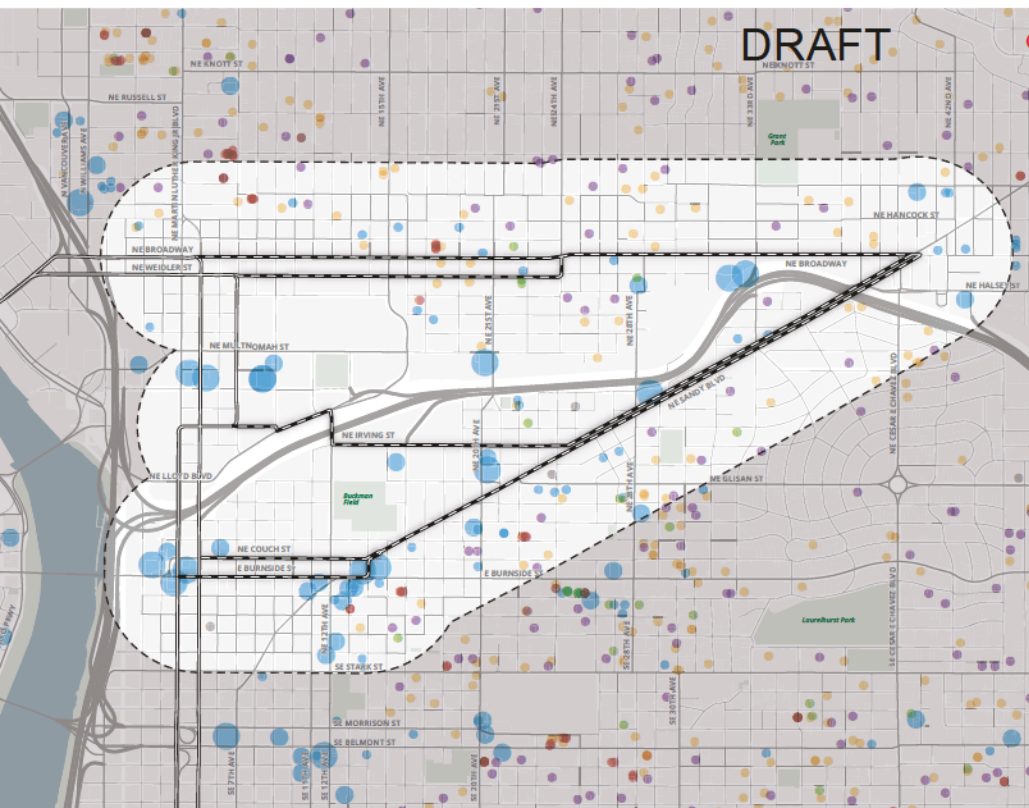 DRAFT
NE KNOTT ST
NE KNOTT ST
NE RUSSELL ST
NE 15TH AVE
NE 21ST AVE
NE 24TH AVE
NE 33RD AVE
NE 42ND AVE
N VANCOUVER AVE
N WILLIAMS AVE
NE MARTIN LUTHER KING JR BLVD
Grant
Park
NE HANCOCK ST
NE BROADWAY
NE WEIDLER ST
NE BROADWAY
NE HALSEY ST
NE 21ST AVE
NE 28TH AVE
NE MULTNOMAH ST
NE SANDY BLVD
NE CESAR E CHAVEZ BLVD
NE IRVING ST
NE 20TH AVE
NE LLOYD BLVD
NE GLISAN ST
Buckman
Field
NE COUCH ST
E BURNSIDE ST
E BURNSIDE ST
NE 12TH AVE
SE 28TH AVE
SE CESAR E CHAVEZ BLVD
Laurelhurst Park
SE STARK ST
SE 30TH AVE
SE MORRISON ST
SE BELMONT ST
SE 7TH AVE
SE 11TH AVE
SE 12TH AVE
SE 20TH AVE